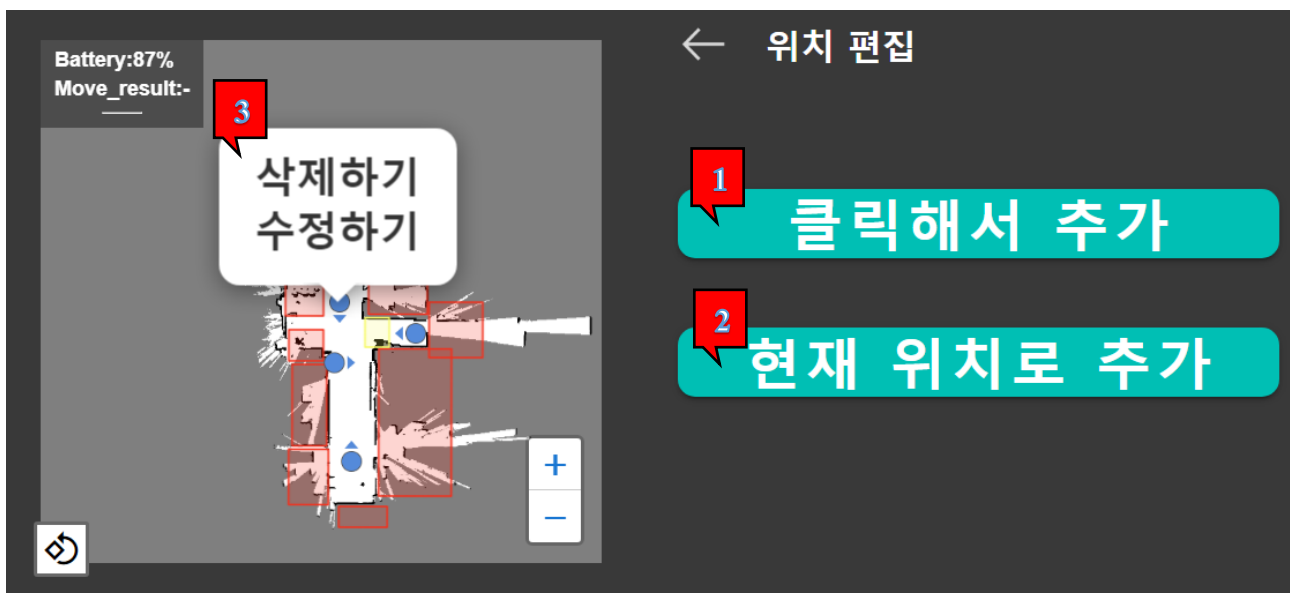 Battery:87%
Move_result:-
3
삭제하기
수정하기
위치 편집
1
클릭해서 추가
2
현재 위치로 추가
+
−